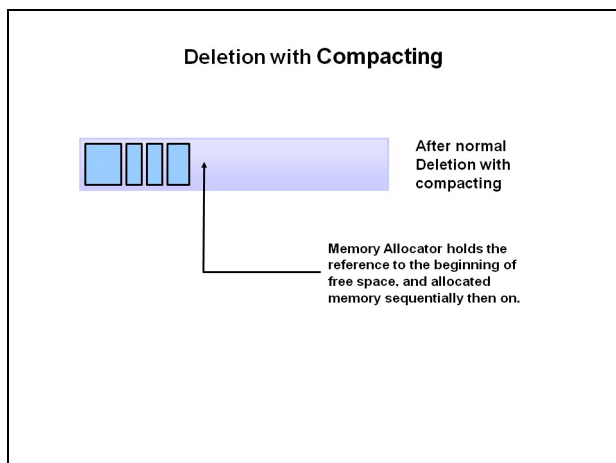 Deletion with Compacting
After normal
Deletion with
compacting
Memory Allocator holds the
reference to the beginning of
free space, and allocated
memory sequentially then on.